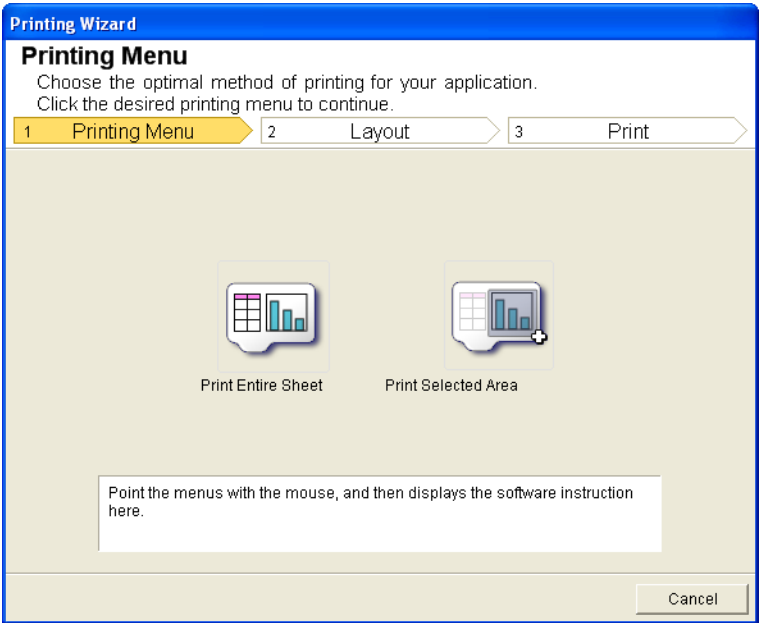 Printing Wizard
Printing Menu
Choose the optimal method of printing for your application.
Click the desired printing menu to continue.
1 Printing Menu 2 Layout 3 Print
Print Entire Sheet Print Selected Area
Point the menus with the mouse, and then displays the software instruction
here.
Cancel